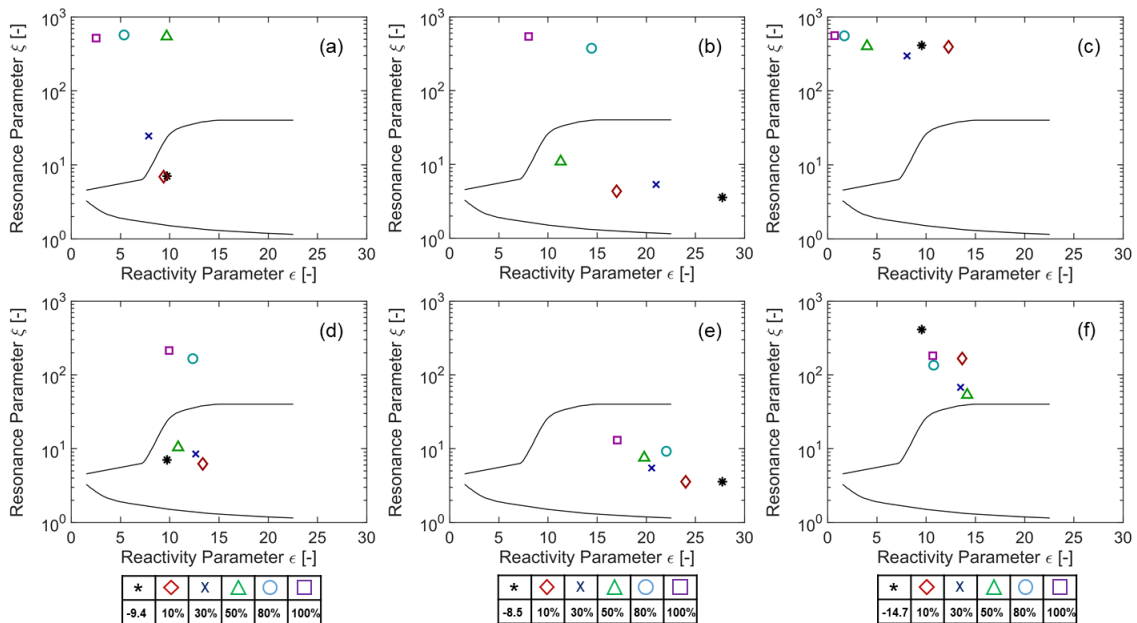 10³ 10³ 10³
(a) (b) (c)
10² 10² 10²
10¹ 10¹ 10¹
10⁰ 10⁰ 10⁰
Resonance Parameter ξ [-] Resonance Parameter ξ [-] Resonance Parameter ξ [-]
0 5 10 15 20 25 30 0 5 10 15 20 25 30 0 5 10 15 20 25 30
Reactivity Parameter ϵ [-] Reactivity Parameter ϵ [-] Reactivity Parameter ϵ [-]
10³ 10³ 10³
(d) (e) (f)
10² 10² 10²
10¹ 10¹ 10¹
10⁰ 10⁰ 10⁰
Resonance Parameter ξ [-] Resonance Parameter ξ [-] Resonance Parameter ξ [-]
0 5 10 15 20 25 30 0 5 10 15 20 25 30 0 5 10 15 20 25 30
Reactivity Parameter ϵ [-] Reactivity Parameter ϵ [-] Reactivity Parameter ϵ [-]
-9.4 10% 30% 50% 80% 100% -8.5 10% 30% 50% 80% 100% -14.7 10% 30% 50% 80% 100%